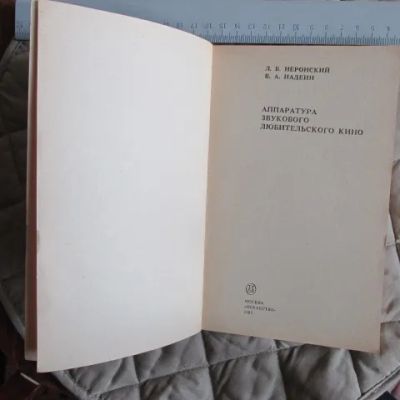 Л. Б. НЕРОНСКИЙ
В. А. НАДЕИН
АППАРАТУРА
ЗВУКОВОГО
ЛЮБИТЕЛЬСКОГО КИНО
МОСКВА
«ИСКУССТВО»